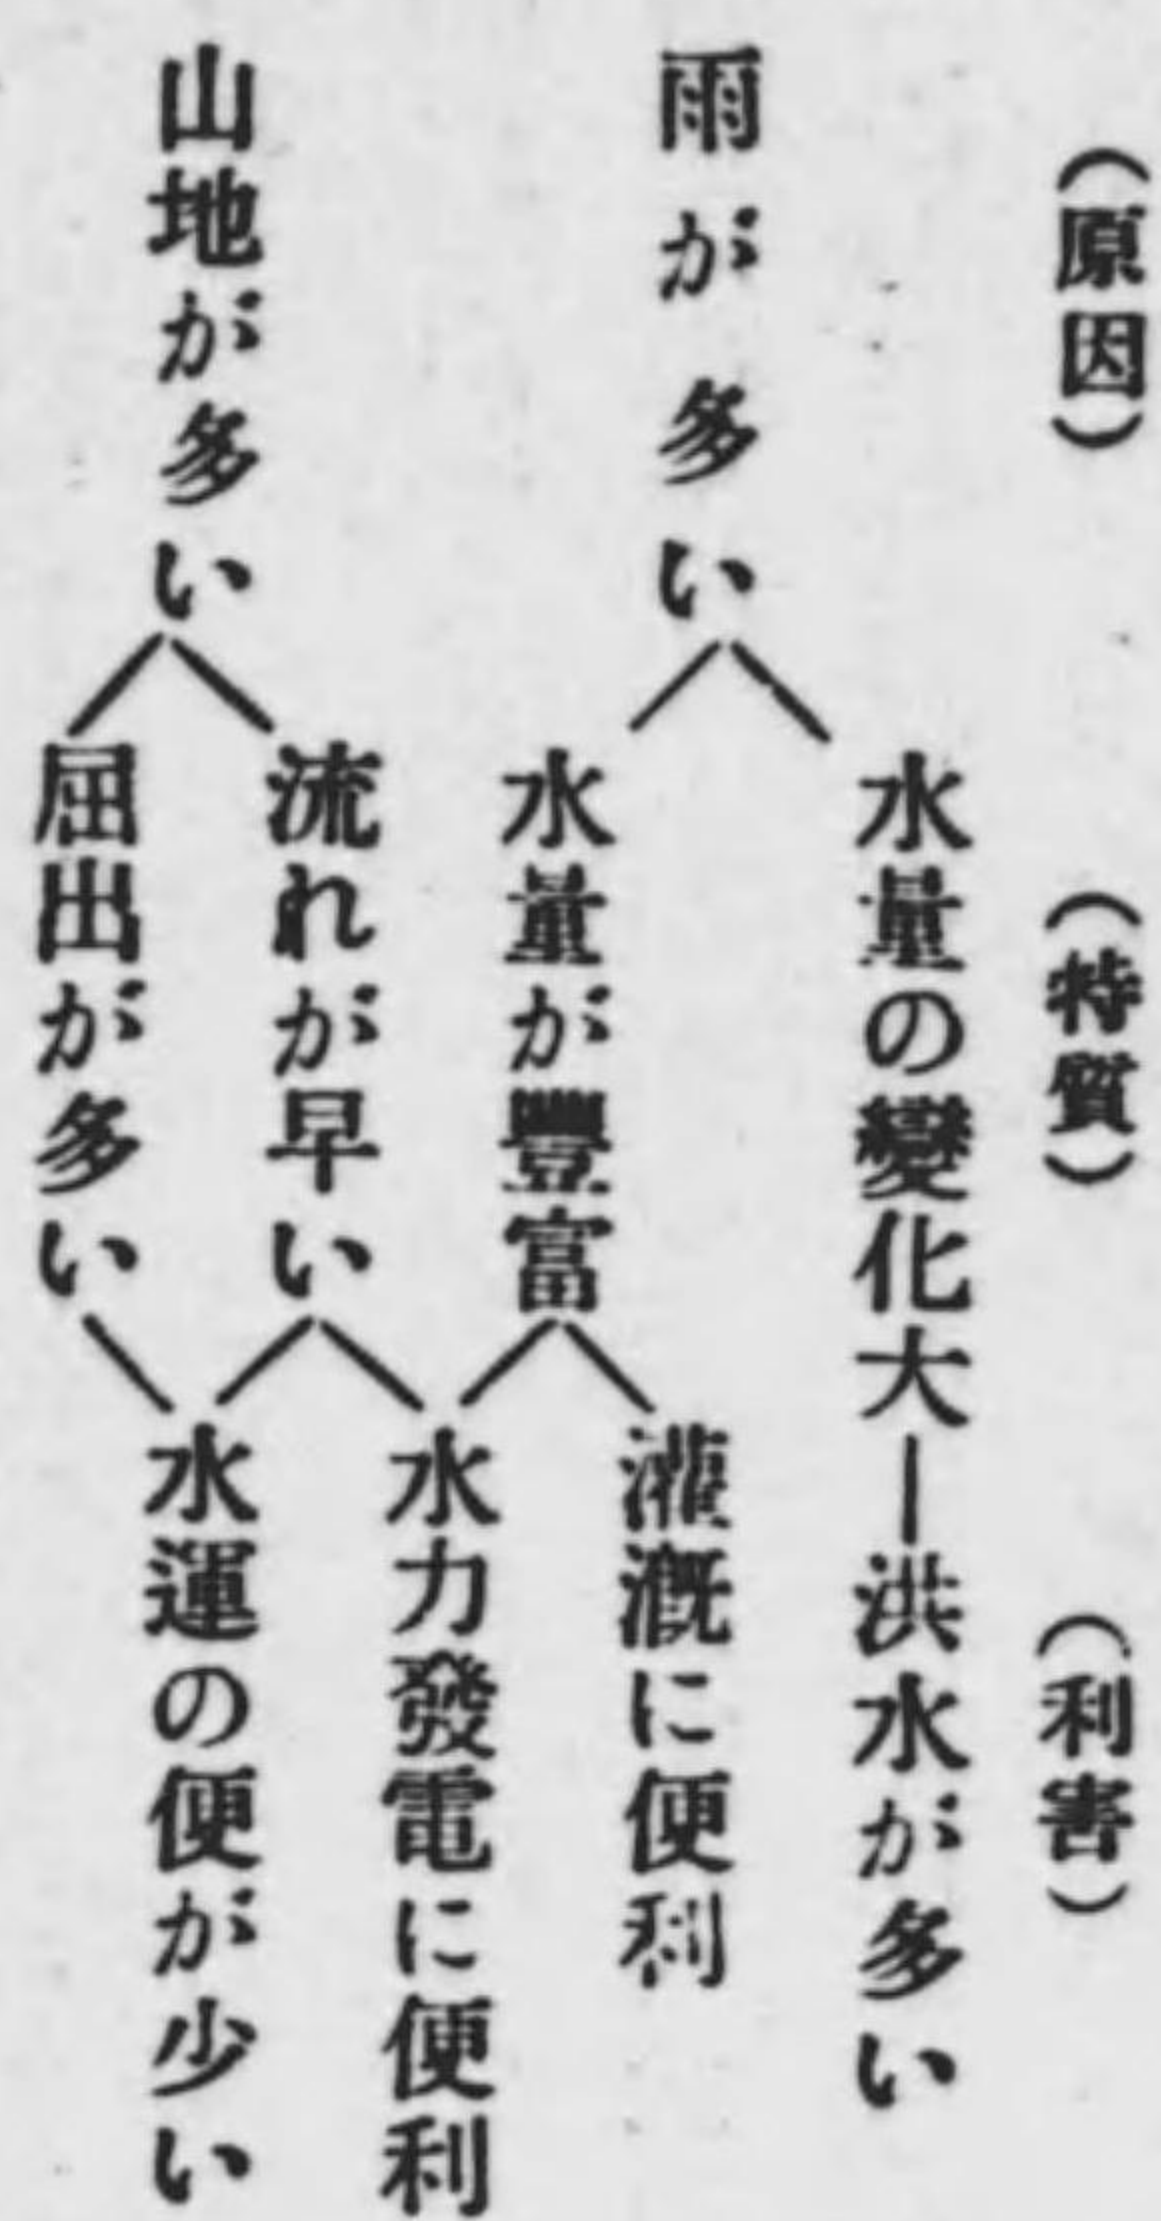 (原因)
(特質)
(利害)
雨が多い
水量の變化大―洪水が多い
水量が豐富
灌漑に便利
水力發電に便利
山地が多い
流れが早い
屈出が多い
水運の便が少い